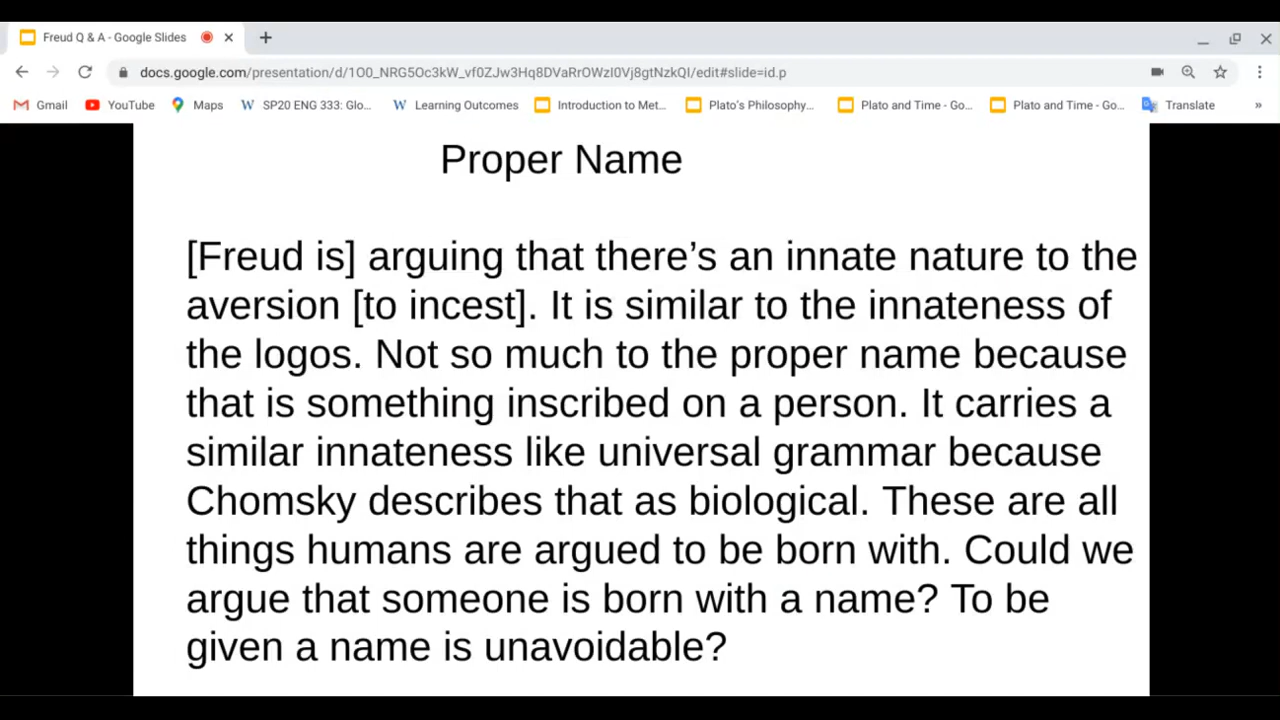 Freud Q & A - Google Slides
docs.google.com/presentation/d/1O0_NRG5Oc3kW_vf0ZJw3Hq8DVaRrOWzI0Vj8gtNzkQI/edit#slide=id.p
Gmail YouTube Maps SP20 ENG 333: Glo... Learning Outcomes Introduction to Met... Plato's Philosophy... Plato and Time - Go... Plato and Time - Go... Translate »
Proper Name
[Freud is] arguing that there’s an innate nature to the
aversion [to incest]. It is similar to the innateness of
the logos. Not so much to the proper name because
that is something inscribed on a person. It carries a
similar innateness like universal grammar because
Chomsky describes that as biological. These are all
things humans are argued to be born with. Could we
argue that someone is born with a name? To be
given a name is unavoidable?